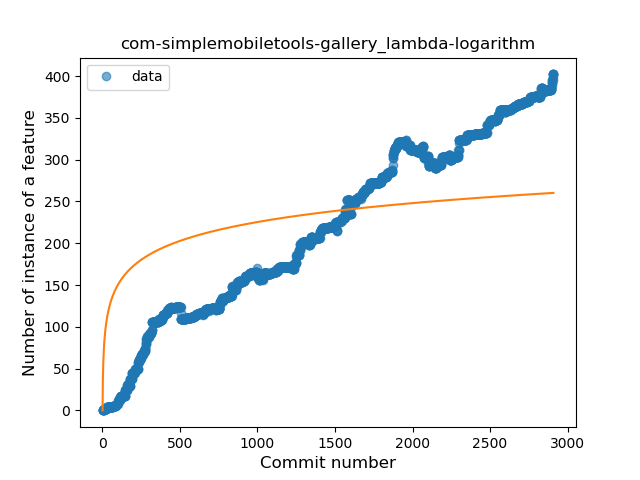 com-simplemobiletools-gallery_lambda-logarithm
data
Number of instance of a feature
400
350
300
250
200
150
100
50
0
0 500 1000 1500 2000 2500 3000
Commit number